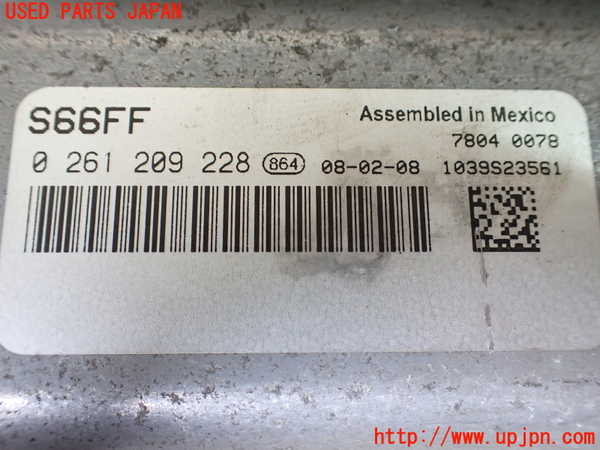 USED PARTS JAPAN
S66FF
Assembled in Mexico
7804 0078
0 261 209 228 864 08-02-08 1039S23561
http://www.upjpn.com/